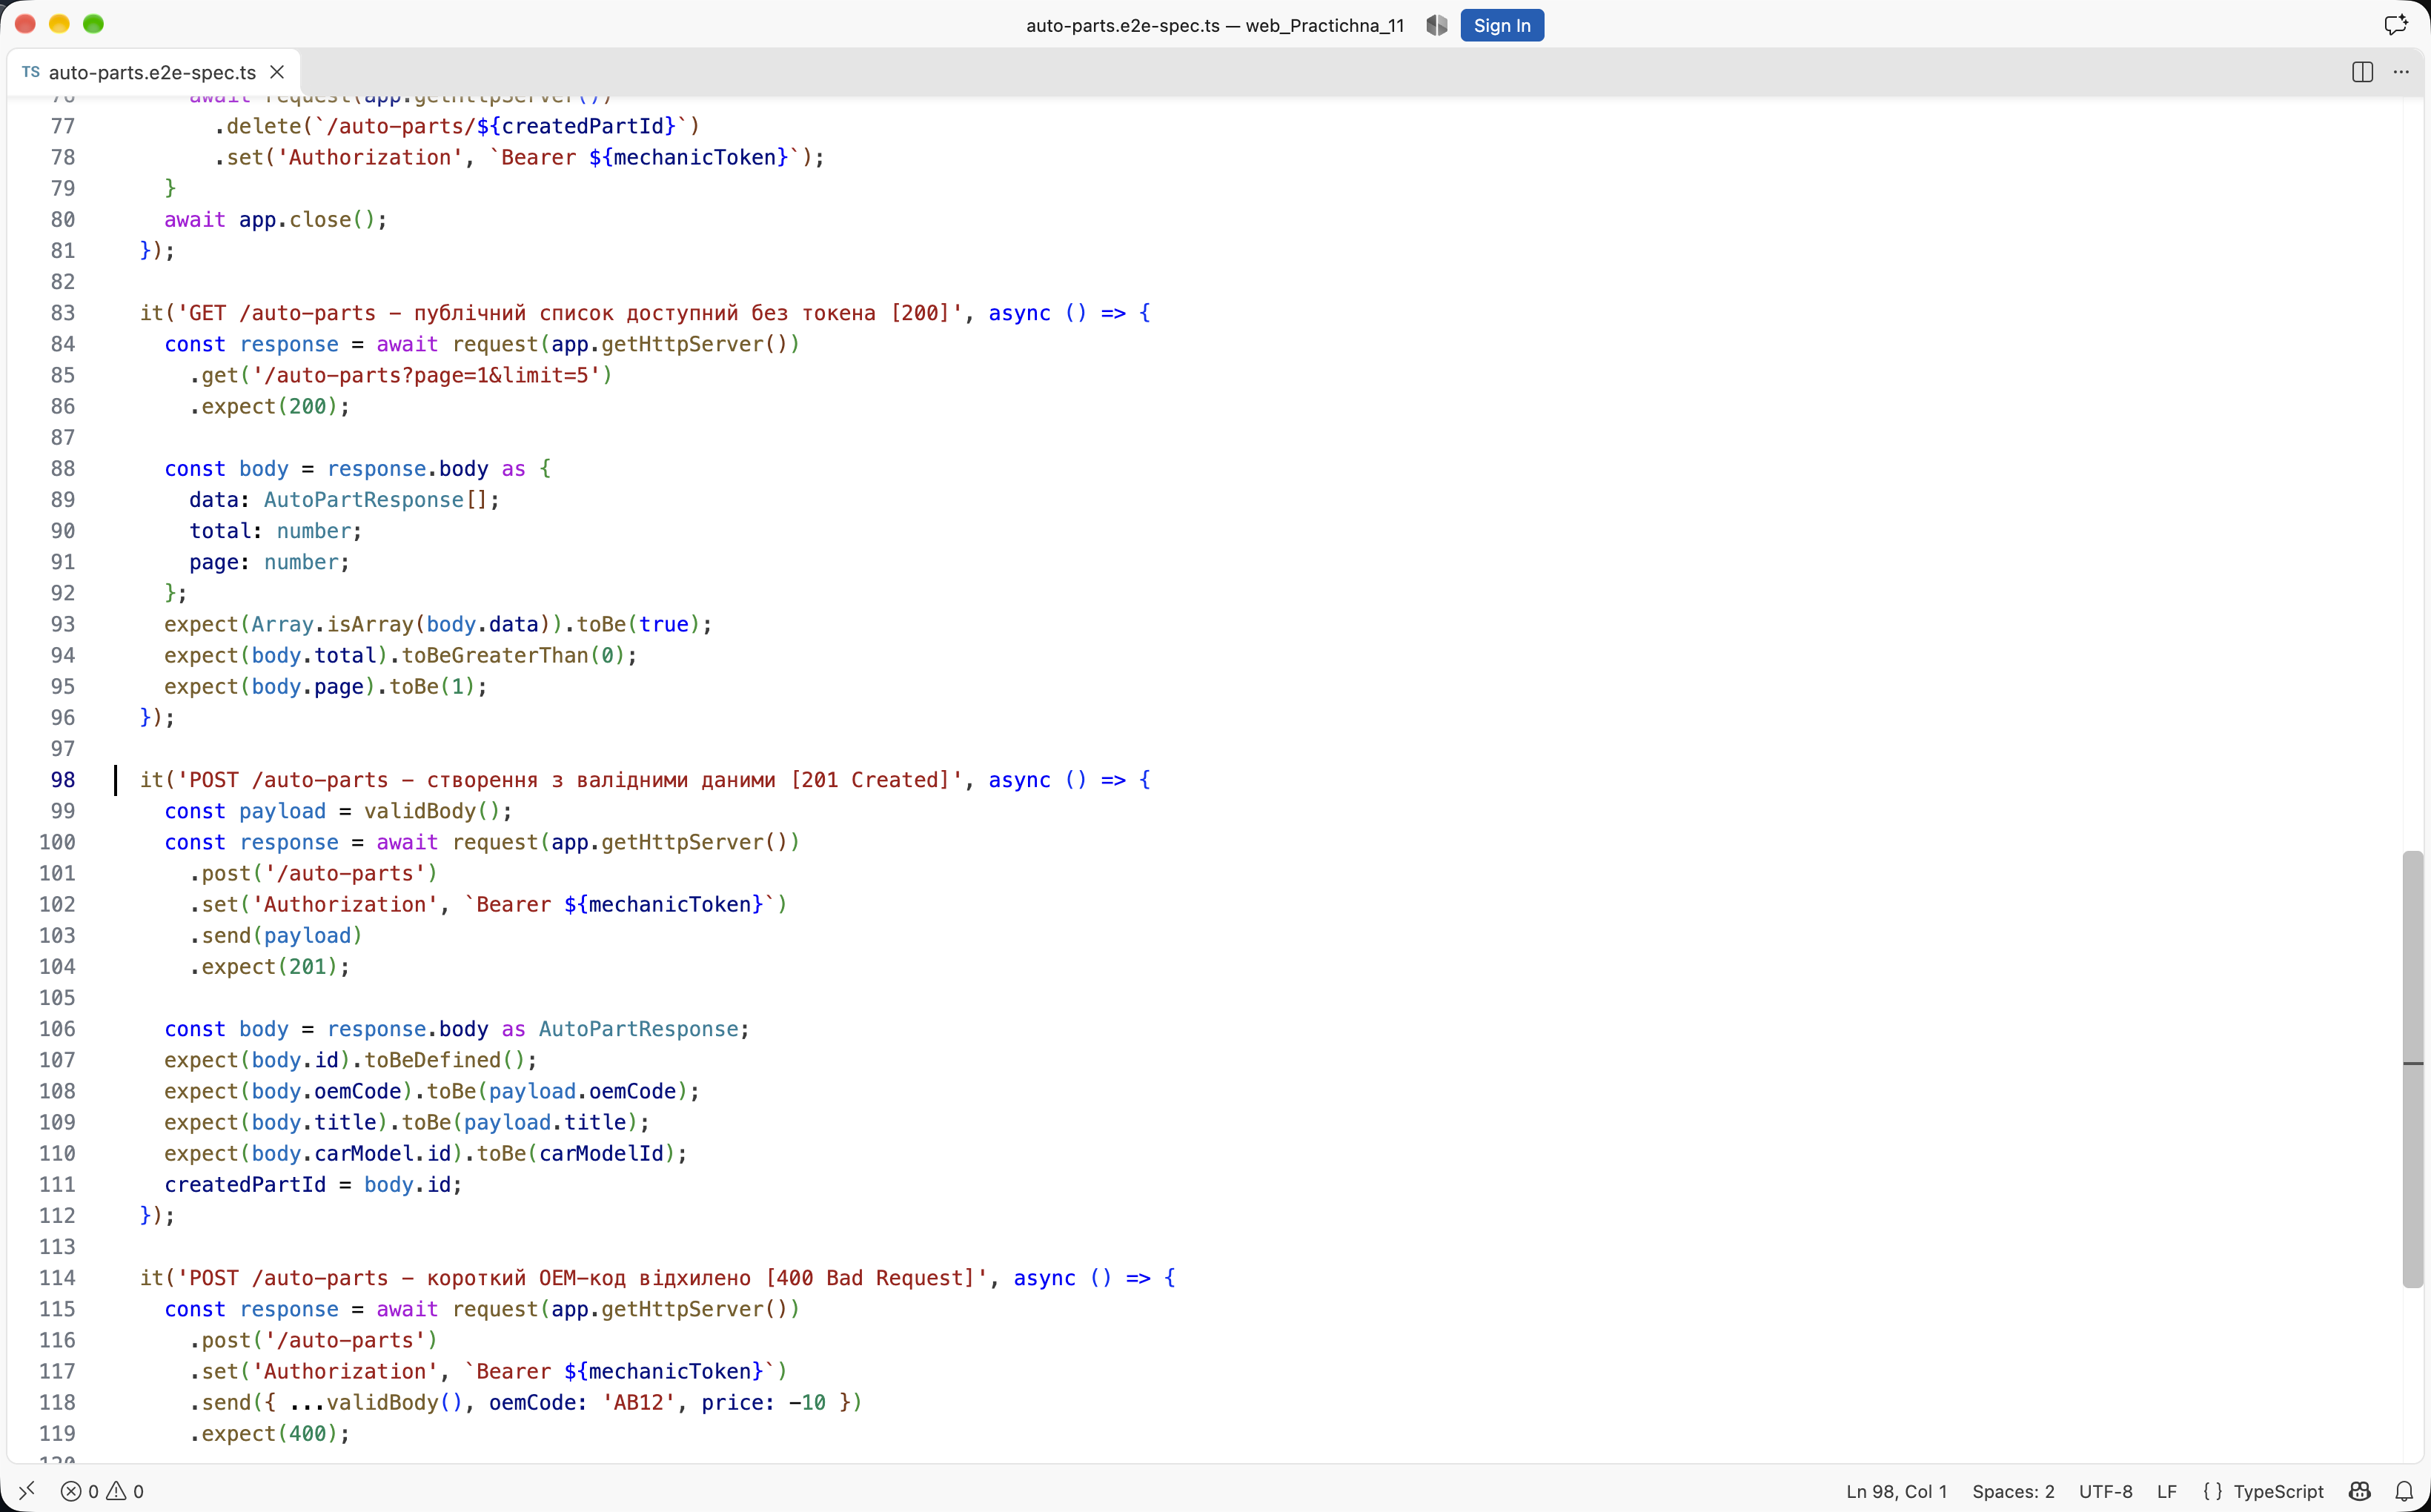 auto-parts.e2e-spec.ts — web_Practichna_11
Sign In
TS auto-parts.e2e-spec.ts
76 await request(app.getHttpServer())
77 .delete(`/auto-parts/${createdPartId}`)
78 .set('Authorization', `Bearer ${mechanicToken}`);
79 }
80 await app.close();
81 });
82
83 it('GET /auto-parts – публічний список доступний без токена [200]', async () => {
84 const response = await request(app.getHttpServer())
85 .get('/auto-parts?page=1&limit=5')
86 .expect(200);
87
88 const body = response.body as {
89 data: AutoPartResponse[];
90 total: number;
91 page: number;
92 };
93 expect(Array.isArray(body.data)).toBe(true);
94 expect(body.total).toBeGreaterThan(0);
95 expect(body.page).toBe(1);
96 });
97
98 it('POST /auto-parts – створення з валідними даними [201 Created]', async () => {
99 const payload = validBody();
100 const response = await request(app.getHttpServer())
101 .post('/auto-parts')
102 .set('Authorization', `Bearer ${mechanicToken}`)
103 .send(payload)
104 .expect(201);
105
106 const body = response.body as AutoPartResponse;
107 expect(body.id).toBeDefined();
108 expect(body.oemCode).toBe(payload.oemCode);
109 expect(body.title).toBe(payload.title);
110 expect(body.carModel.id).toBe(carModelId);
111 createdPartId = body.id;
112 });
113
114 it('POST /auto-parts – короткий OEM-код відхилено [400 Bad Request]', async () => {
115 const response = await request(app.getHttpServer())
116 .post('/auto-parts')
117 .set('Authorization', `Bearer ${mechanicToken}`)
118 .send({ ...validBody(), oemCode: 'AB12', price: -10 })
119 .expect(400);
120
0 0
Ln 98, Col 1 Spaces: 2 UTF-8 LF { } TypeScript